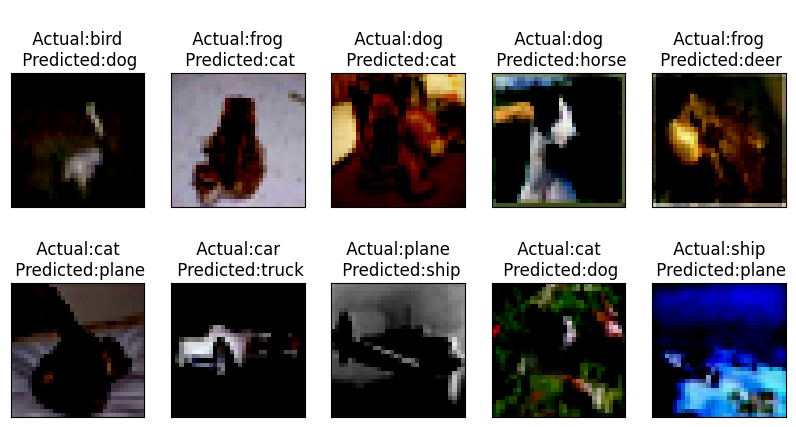 Actual:bird
Predicted:dog
Actual:frog
Predicted:cat
Actual:dog
Predicted:cat
Actual:dog
Predicted:horse
Actual:frog
Predicted:deer
Actual:cat
Predicted:plane
Actual:car
Predicted:truck
Actual:plane
Predicted:ship
Actual:cat
Predicted:dog
Actual:ship
Predicted:plane